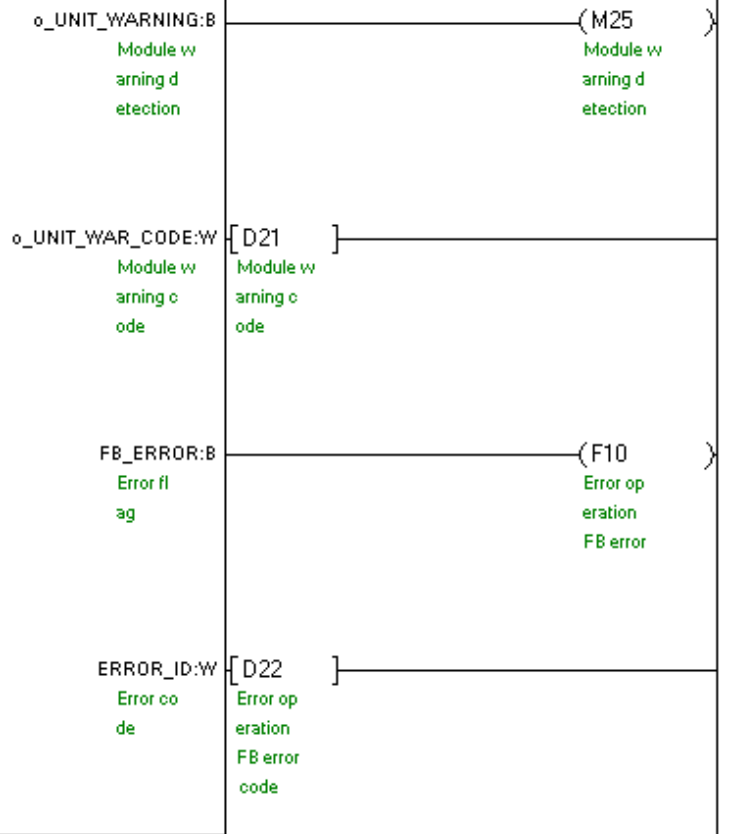 o_UNIT_WARNING:B (M25 )
Module w Module w
arning d arning d
etection etection
o_UNIT_WAR_CODE:W [D21 ]
Module w Module w
arning c arning c
ode ode
FB_ERROR:B (F10 )
Error fl Error op
ag eration
FB error
ERROR_ID:W [D22 ]
Error co Error op
de eration
FB error
code